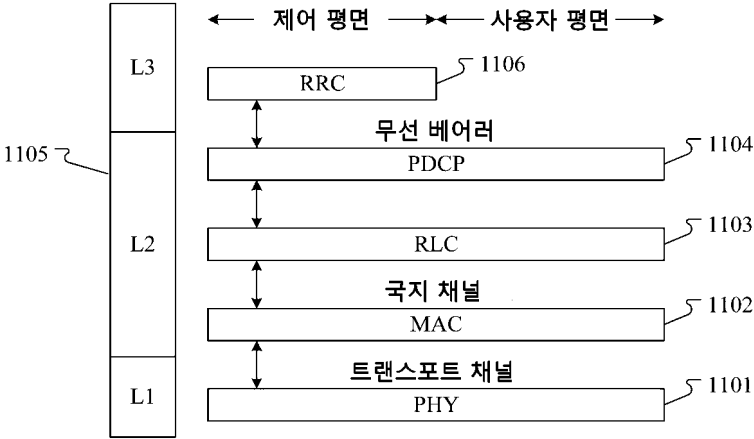 제어 평면
사용자 평면
L3
RRC
1106
무선 베어러
1105
PDCP
1104
L2
RLC
1103
국지 채널
MAC
1102
트랜스포트 채널
L1
PHY
1101